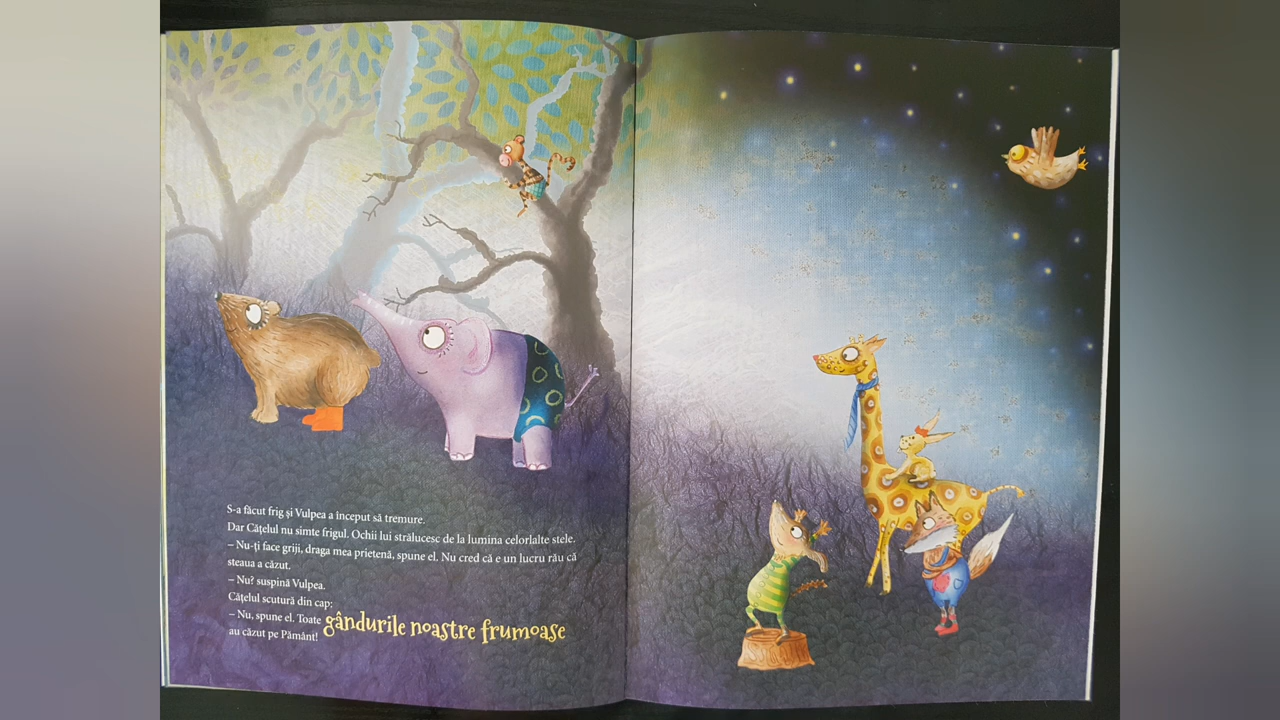 S-a făcut frig și Vulpea a început să tremure.
Dar Cățelul nu simte frigul. Ochii lui strălucesc de la lumina celorlalte stele.
– Nu-ți face griji, draga mea prietenă, spune el. Nu cred că e un lucru rău că
steaua a căzut.
– Nu? suspină Vulpea.
Cățelul scutură din cap:
– Nu, spune el. Toate gândurile noastre frumoase
au căzut pe Pământ!